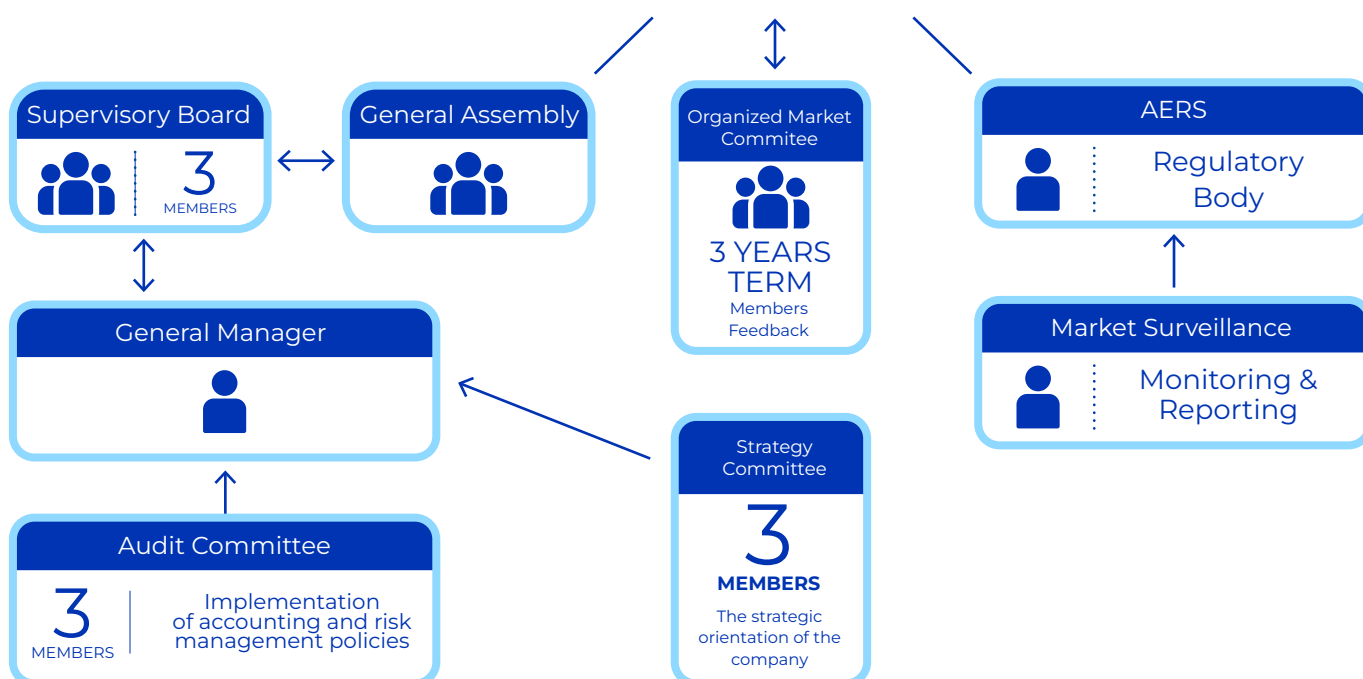 Supervisory Board
3
MEMBERS
General Assembly
Organized Market
Commitee
3 YEARS
TERM
Members
Feedback
AERS
Regulatory
Body
General Manager
Market Surveillance
Monitoring &
Reporting
Strategy
Committee
3
MEMBERS
The strategic
orientation of the
company
Audit Committee
3
MEMBERS
Implementation
of accounting and risk
management policies